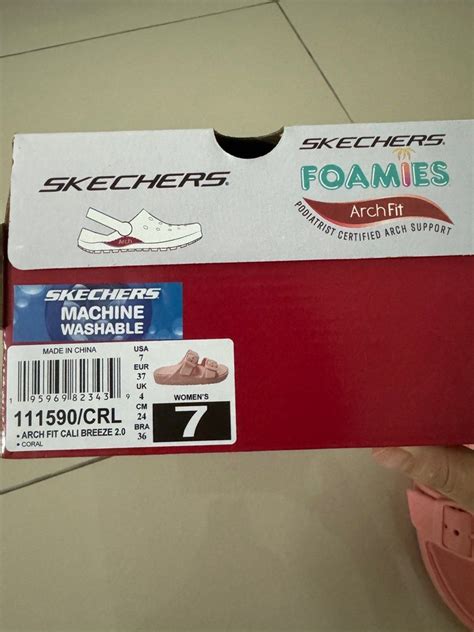 SKECHERS.
Arch
SKECHERS.
FOAMIES
ArchFit
PODIATRIST CERTIFIED ARCH SUPPORT
SKECHERS
MACHINE
WASHABLE
MADE IN CHINA
1 95969 82343 9
111590/CRL
• ARCH FIT CALI BREEZE 2.0
• CORAL
USA
7
EUR
37
UK
4
CM
24
BRA
36
WOMEN'S
7